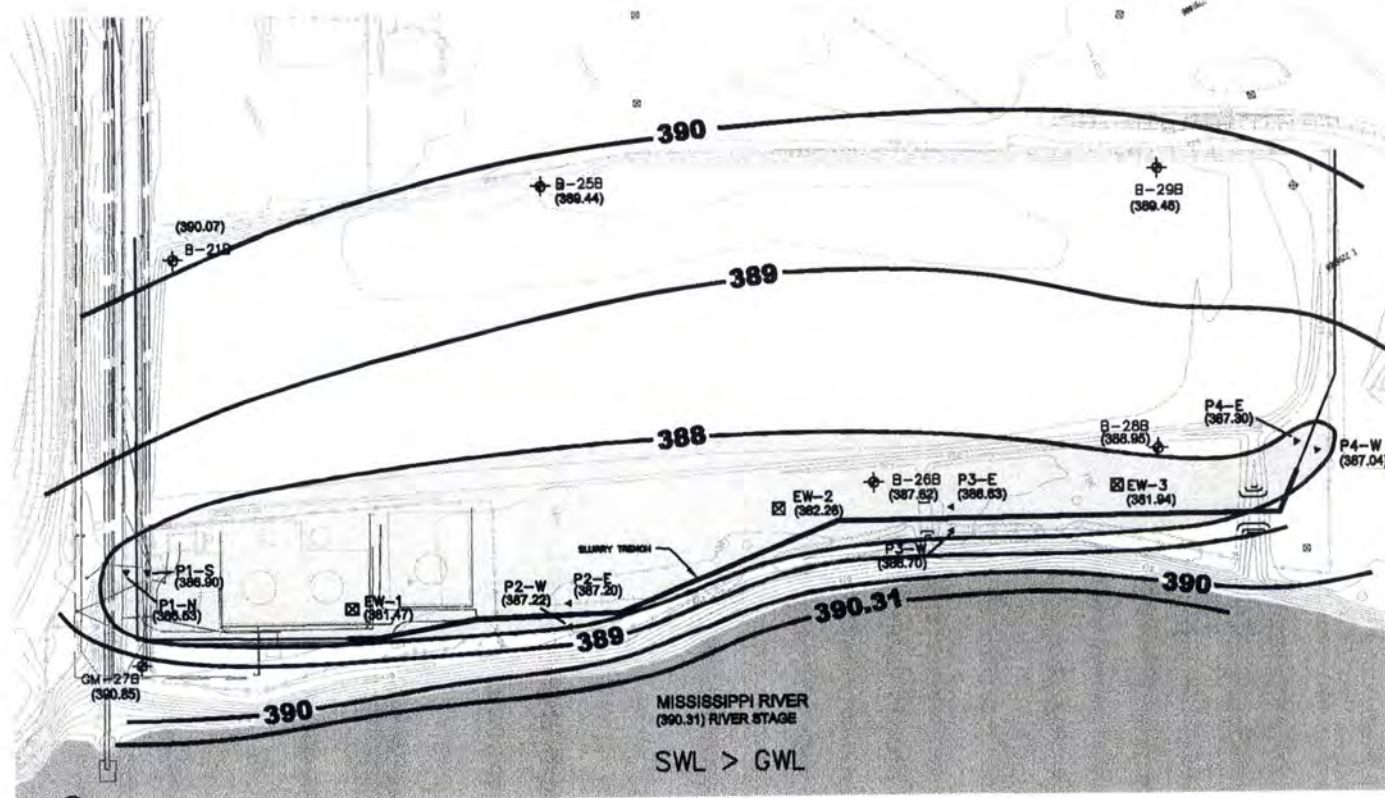 390
B-25B
(389.44)
B-29B
(389.46)
(390.07)
B-21B
389
388
P4-E
(387.30)
B-28B
(388.95)
P4-W
(387.04)
B-26B
(387.62)
P3-E
(386.63)
EW-3
(381.94)
EW-2
(382.26)
P3-W
(386.70)
SLURRY TRENCH
P1-S
(386.90)
P1-N
(386.63)
EW-1
(381.47)
P2-W
(387.22)
P2-E
(387.20)
389
390
390.31
GM-27B
(390.85)
390
MISSISSIPPI RIVER
(390.31) RIVER STAGE
SWL > GWL